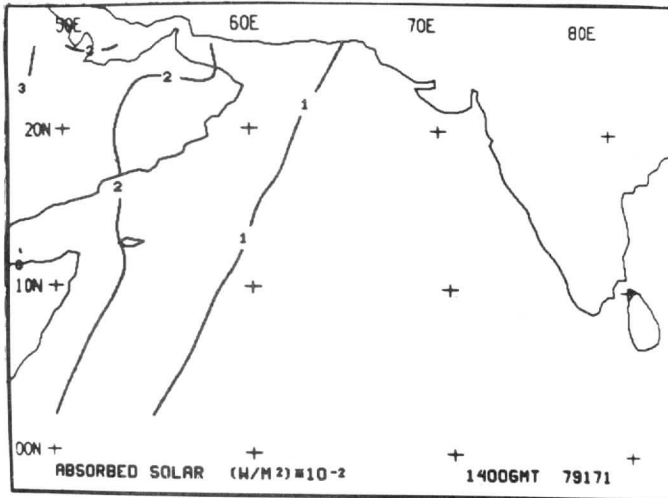 50E 60E 70E 80E
2
3
2
1
20N
2
1
10N
00N
ABSORBED SOLAR (W/M²)*10-2 1400GMT 79171